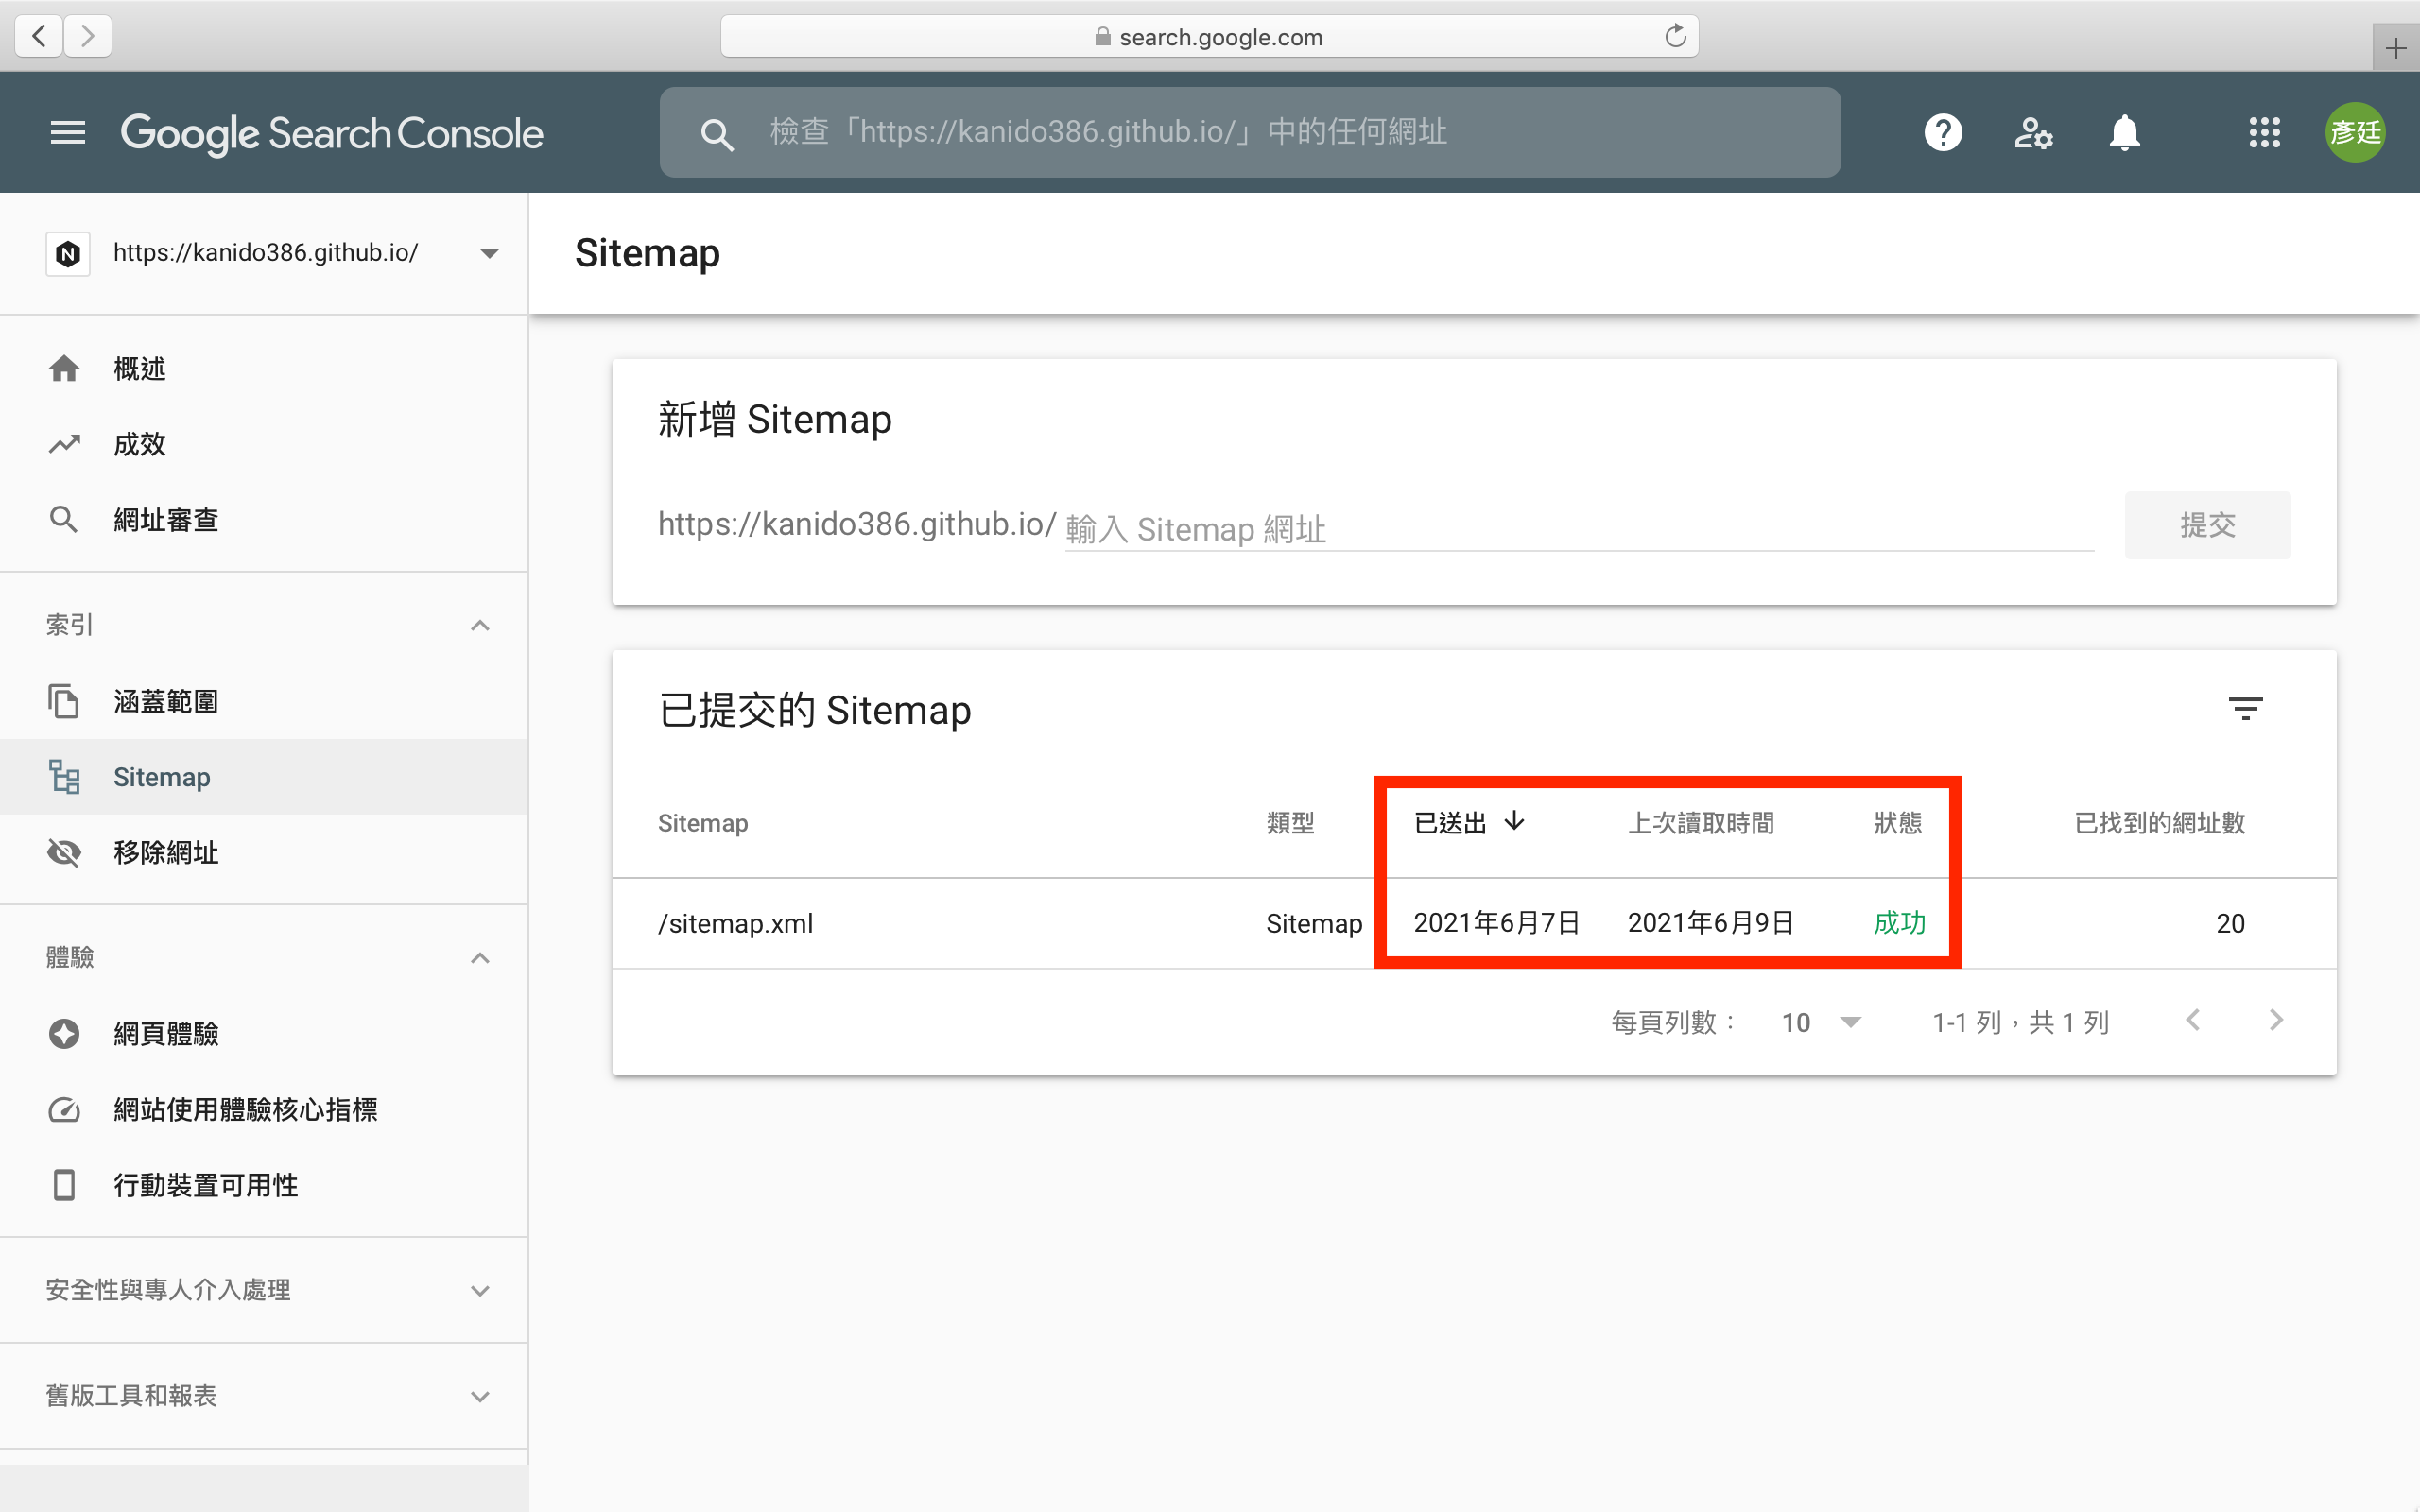 search.google.com
Google Search Console
檢查「https://kanido386.github.io/」中的任何網址
彥廷
N
https://kanido386.github.io/
Sitemap
概述
成效
網址審查
索引
涵蓋範圍
Sitemap
移除網址
體驗
網頁體驗
網站使用體驗核心指標
行動裝置可用性
安全性與專人介入處理
舊版工具和報表
新增 Sitemap
https://kanido386.github.io/ 輸入 Sitemap 網址
提交
已提交的 Sitemap
Sitemap 類型 已送出 ↓ 上次讀取時間 狀態 已找到的網址數
/sitemap.xml Sitemap 2021年6月7日 2021年6月9日 成功 20
每頁列數： 10 1-1 列，共 1 列